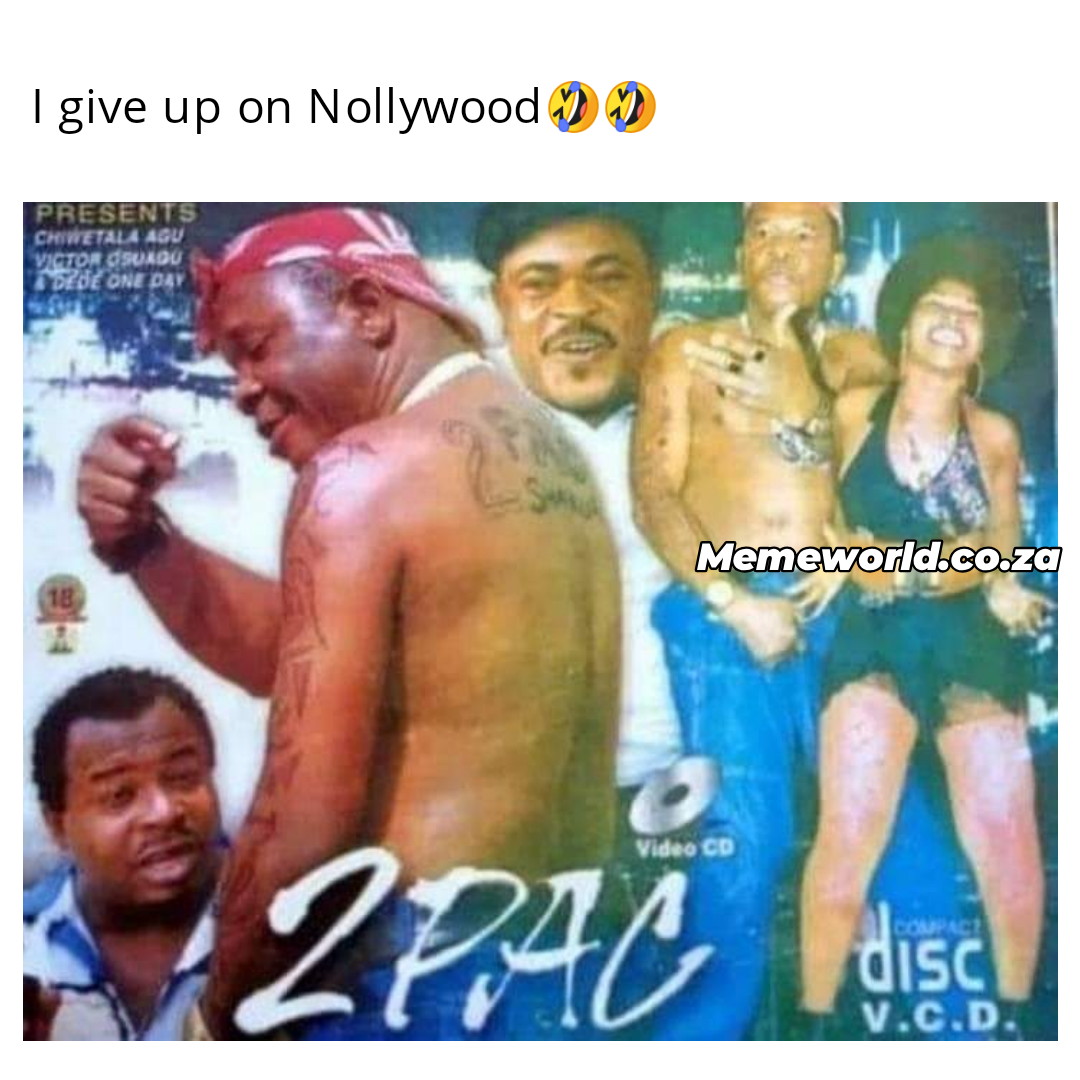 I give up on Nollywood🤣🤣
PRESENTS
CHIWETALA AGU
VICTOR OSUAGU
& DEDE ONE DAY
2
Memeworld.co.za
18
Video CD
2PAC
COMPACT
disc
V.C.D.